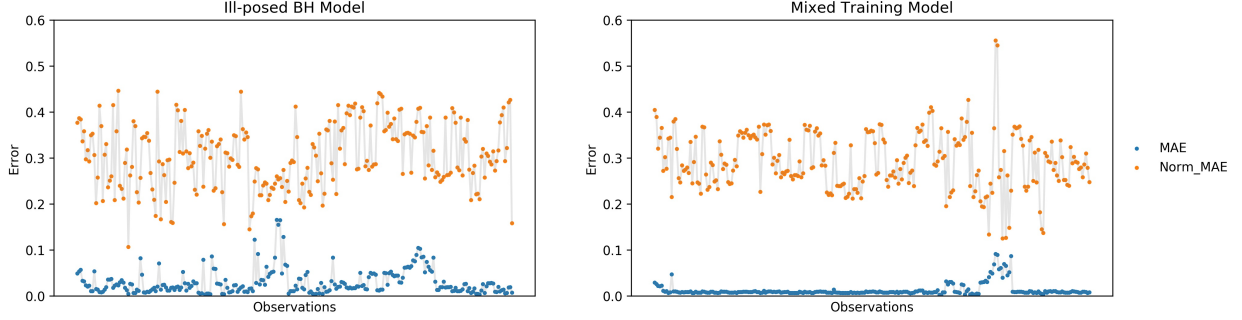 Ill-posed BH Model
0.6
0.5
0.4
0.3
0.2
0.1
0.0
Error
Observations
Mixed Training Model
0.6
0.5
0.4
0.3
0.2
0.1
0.0
Error
Observations
MAE
Norm_MAE